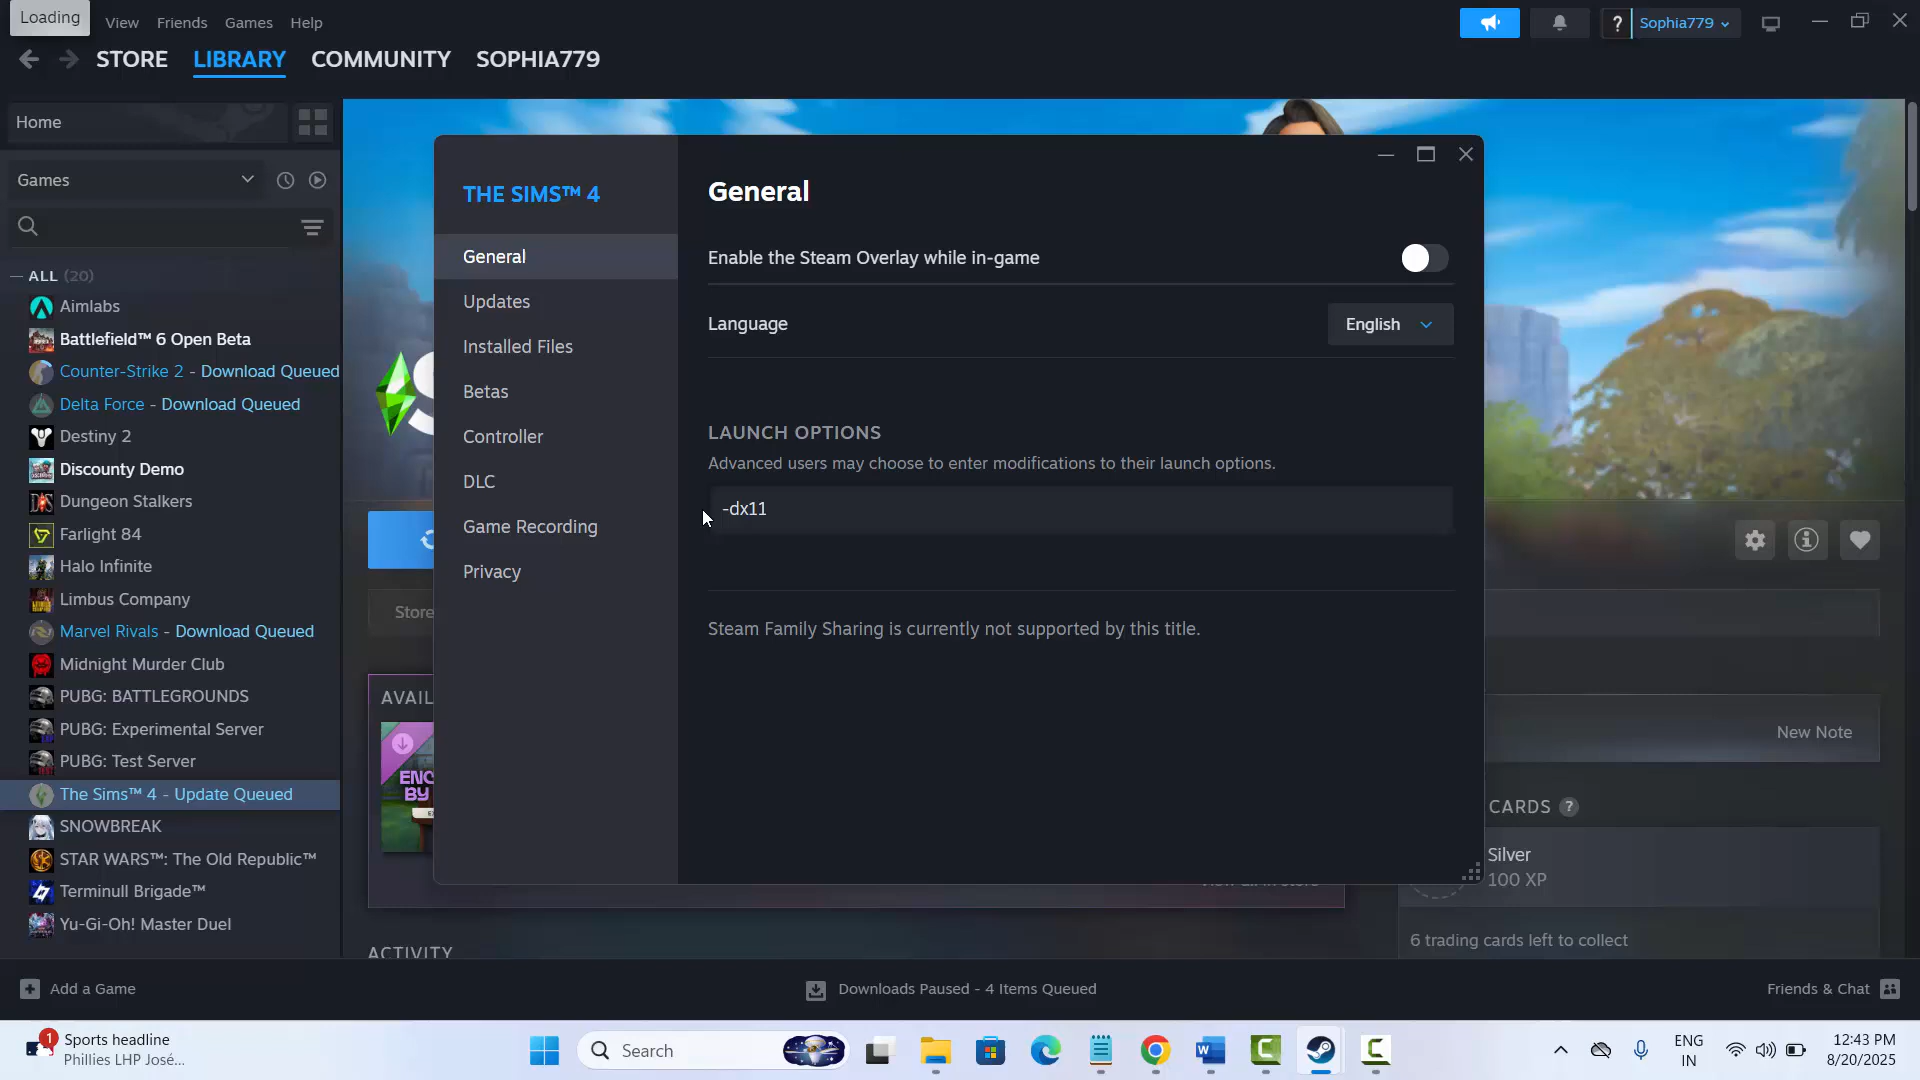 Loading
View
Friends
Games
Help
?
Sophia779
STORE
LIBRARY
COMMUNITY
SOPHIA779
Home
Games
— ALL (20)
Aimlabs
Battlefield™ 6 Open Beta
Counter-Strike 2 - Download Queued
Delta Force - Download Queued
Destiny 2
Discounty Demo
Dungeon Stalkers
Farlight 84
Halo Infinite
Limbus Company
Marvel Rivals - Download Queued
Midnight Murder Club
PUBG: BATTLEGROUNDS
PUBG: Experimental Server
PUBG: Test Server
The Sims™ 4 - Update Queued
SNOWBREAK
STAR WARS™: The Old Republic™
Terminull Brigade™
Yu-Gi-Oh! Master Duel
THE SIMS™ 4
General
Updates
Installed Files
Betas
Controller
DLC
Game Recording
Privacy
General
Enable the Steam Overlay while in-game
Language
English
LAUNCH OPTIONS
Advanced users may choose to enter modifications to their launch options.
-dx11
Steam Family Sharing is currently not supported by this title.
Store
AVAIL
ENC
BY
New Note
CARDS ?
Silver
100 XP
6 trading cards left to collect
ACTIVITY
Add a Game
Downloads Paused - 4 Items Queued
Friends & Chat
1
Sports headline
Phillies LHP José...
Search
ENG
IN
12:43 PM
8/20/2025